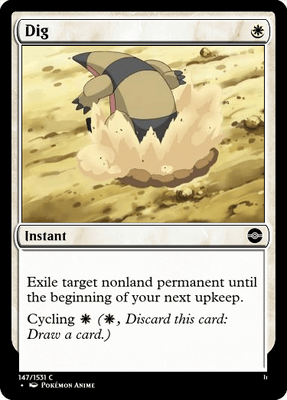 Dig
Instant
Exile target nonland permanent until
the beginning of your next upkeep.
Cycling (, Discard this card:
Draw a card.)
147/1531 C
• Pokémon Anime